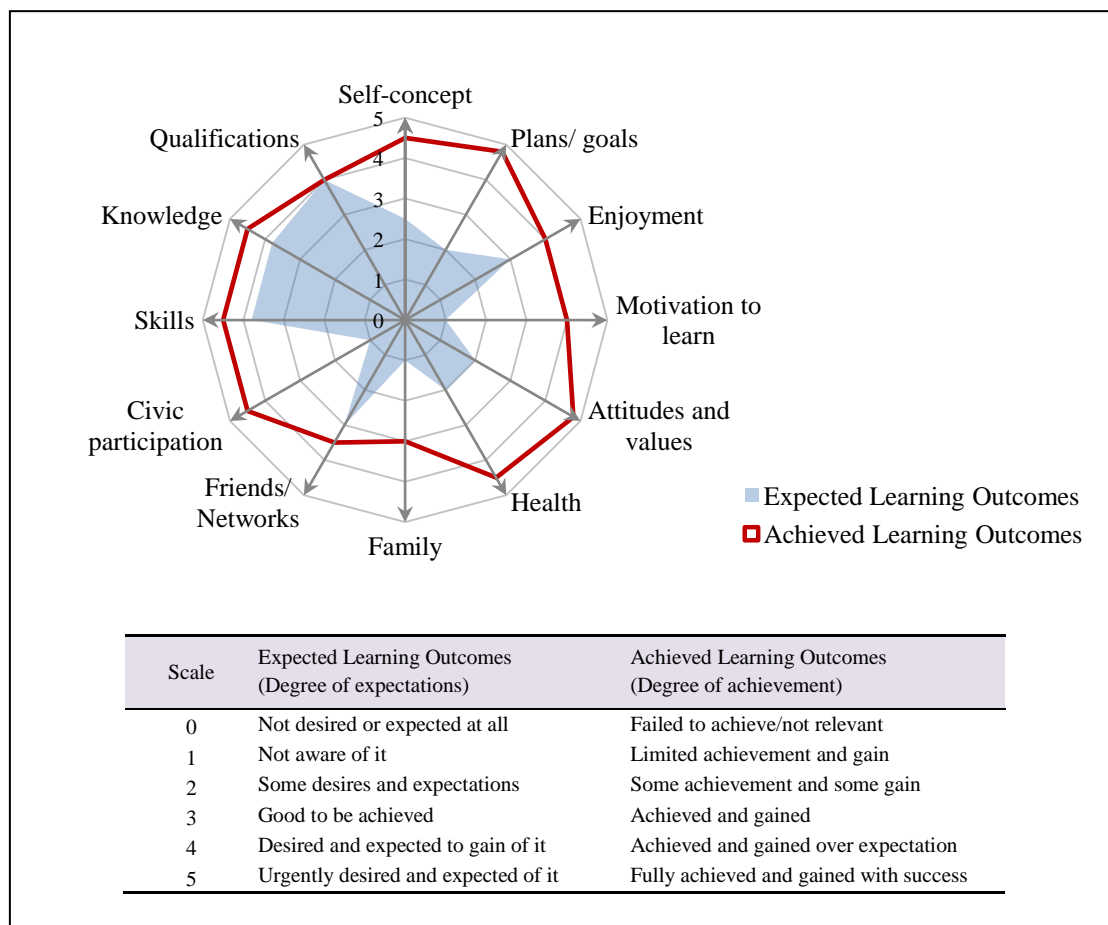 Self-concept
Plans/ goals
Enjoyment
Motivation to
learn
Attitudes and
values
Health
Family
Friends/
Networks
Civic
participation
Skills
Knowledge
Qualifications
5
4
3
2
1
0
Expected Learning Outcomes
Achieved Learning Outcomes
Scale Expected Learning Outcomes (Degree of expectations) Achieved Learning Outcomes (Degree of achievement)
0 Not desired or expected at all Failed to achieve/not relevant
1 Not aware of it Limited achievement and gain
2 Some desires and expectations Some achievement and some gain
3 Good to be achieved Achieved and gained
4 Desired and expected to gain of it Achieved and gained over expectation
5 Urgently desired and expected of it Fully achieved and gained with success